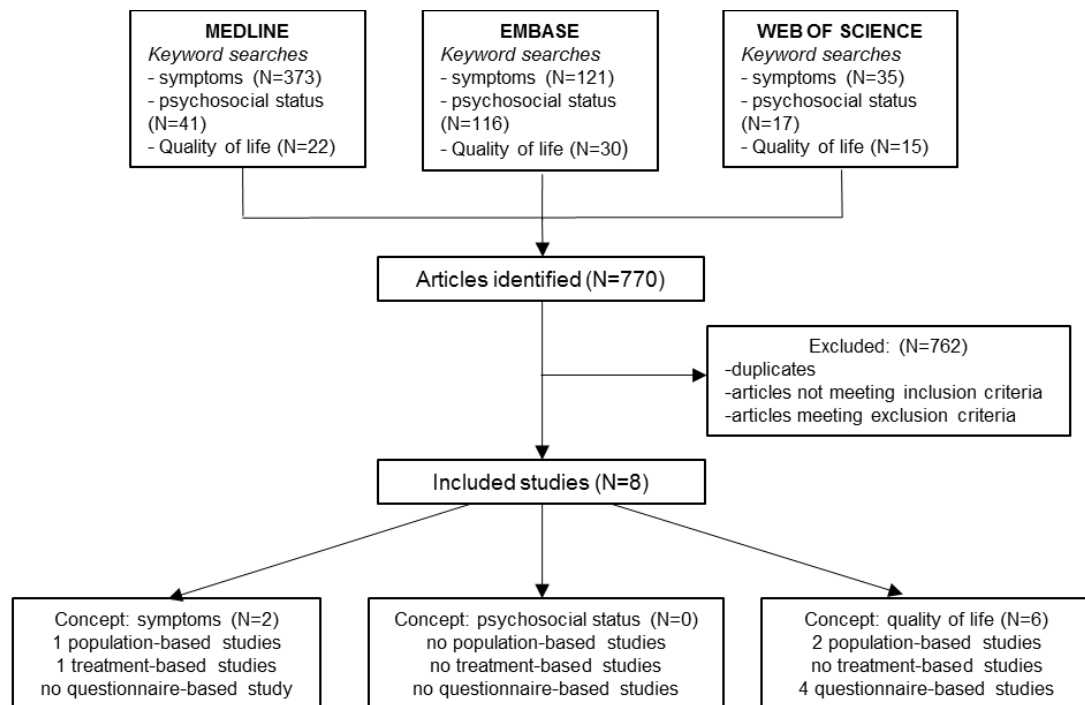 MEDLINE
Keyword searches
- symptoms (N=373)
- psychosocial status
(N=41)
- Quality of life (N=22)
EMBASE
Keyword searches
- symptoms (N=121)
- psychosocial status
(N=116)
- Quality of life (N=30)
WEB OF SCIENCE
Keyword searches
- symptoms (N=35)
- psychosocial status
(N=17)
- Quality of life (N=15)
Articles identified (N=770)
Excluded: (N=762)
-duplicates
-articles not meeting inclusion criteria
-articles meeting exclusion criteria
Included studies (N=8)
Concept: symptoms (N=2)
1 population-based studies
1 treatment-based studies
no questionnaire-based study
Concept: psychosocial status (N=0)
no population-based studies
no treatment-based studies
no questionnaire-based studies
Concept: quality of life (N=6)
2 population-based studies
no treatment-based studies
4 questionnaire-based studies